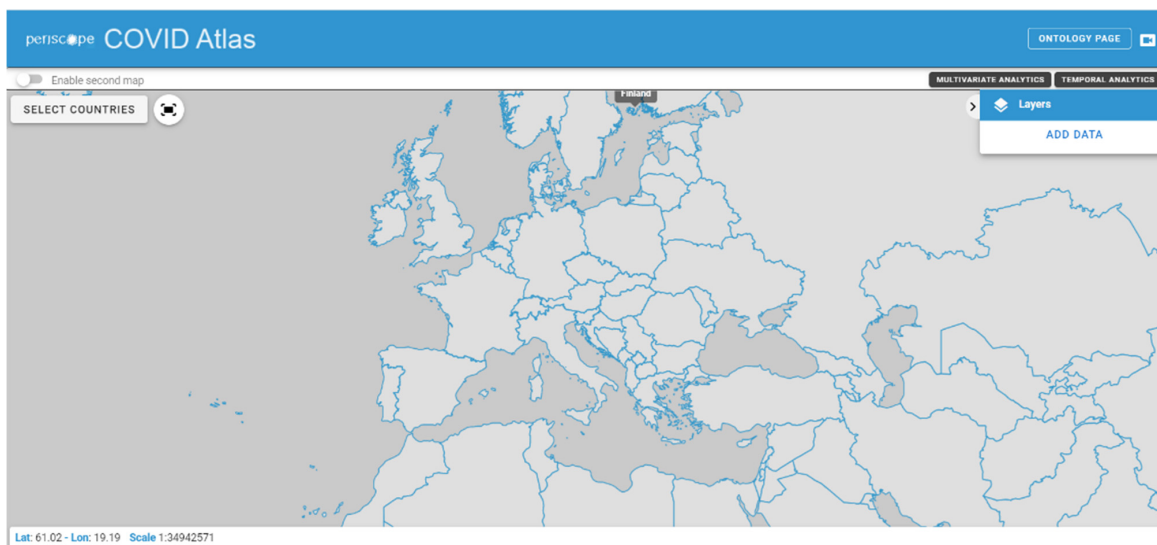 periscope COVID Atlas
ONTOLOGY PAGE
Enable second map
MULTIVARIATE ANALYTICS TEMPORAL ANALYTICS
SELECT COUNTRIES
Finland
Layers
ADD DATA
Lat: 61.02 - Lon: 19.19 Scale 1:34942571